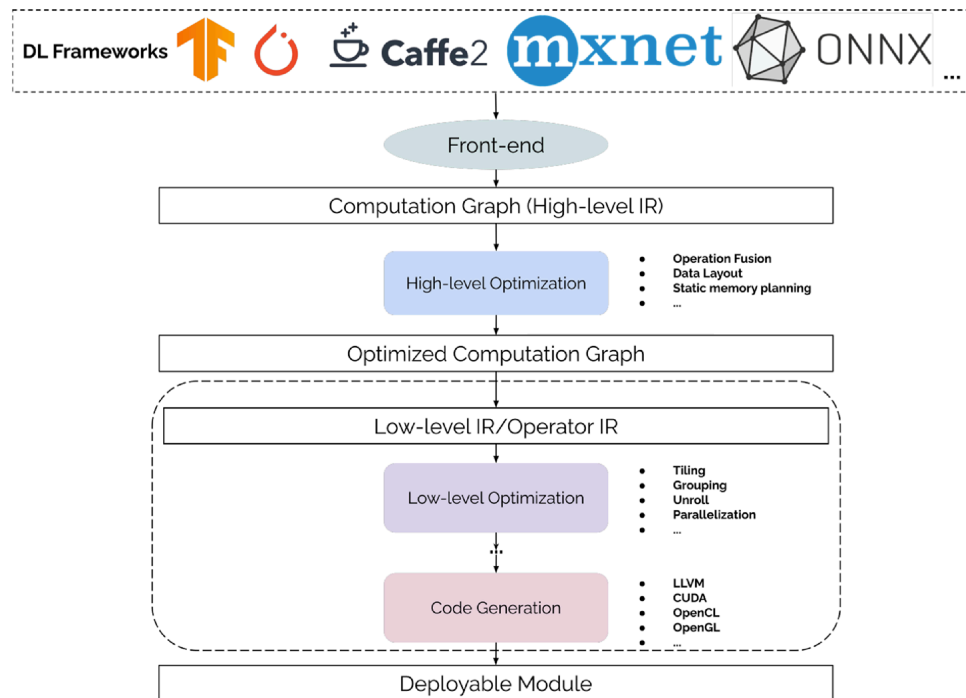 DL Frameworks TF Caffe2 mxnet ONNX ...
Front-end
Computation Graph (High-level IR)
High-level Optimization
• Operation Fusion
• Data Layout
• Static memory planning
• ...
Optimized Computation Graph
Low-level IR/Operator IR
Low-level Optimization
• Tiling
• Grouping
• Unroll
• Parallelization
• ...
...
Code Generation
• LLVM
• CUDA
• OpenCL
• OpenGL
• ...
Deployable Module